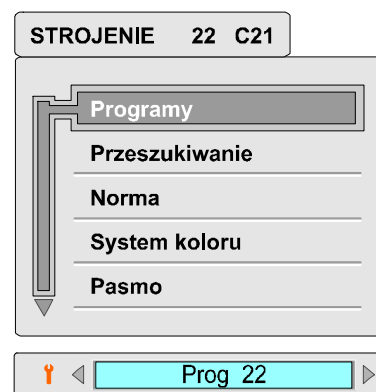 STROJENIE 22 C21
Programy
Przeszukiwanie
Norma
System koloru
Pasmo
Prog 22